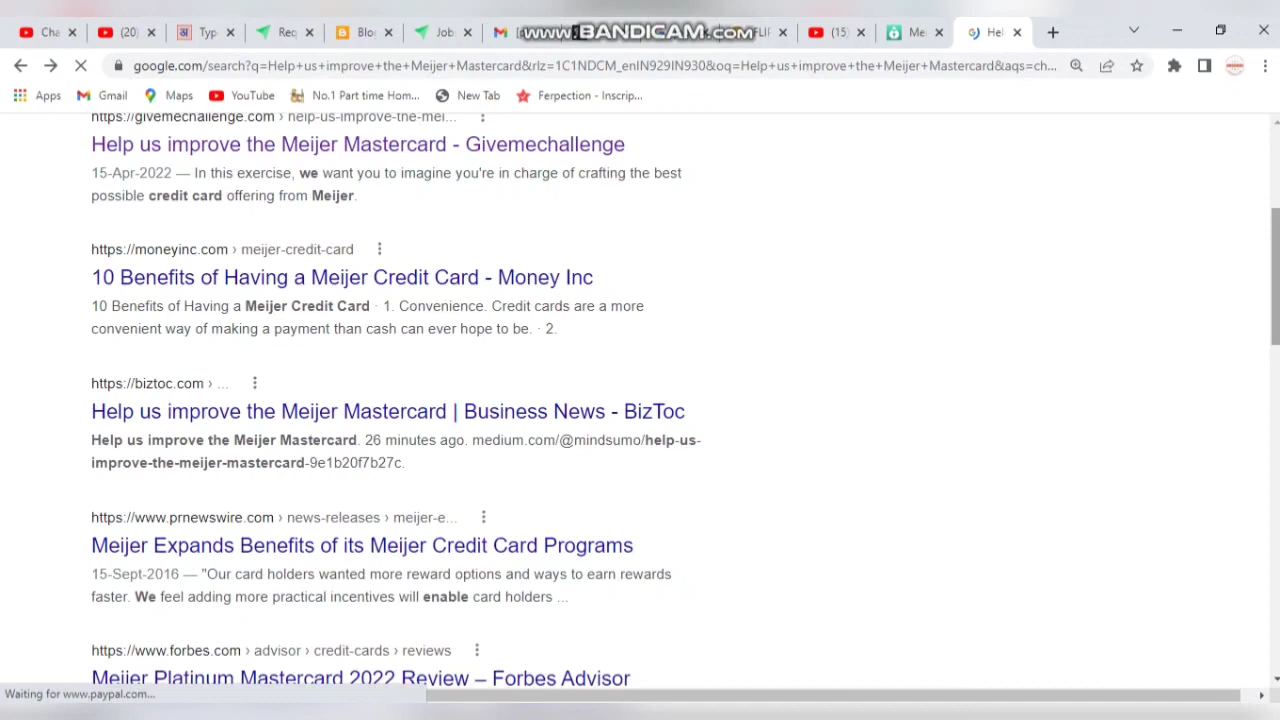 Cha
(20)
Typ
Req
Blo
Job
www.BANDICAM.com
FLIP
(15)
Me
Hel
google.com/search?q=Help+us+improve+the+Meijer+Mastercard&rlz=1C1NDCM_enIN929IN930&oq=Help+us+improve+the+Meijer+Mastercard&aqs=ch...
Apps
Gmail
Maps
YouTube
No.1 Part time Hom...
New Tab
Ferpection - Inscrip...
https://givemechallenge.com › help-us-improve-the-mei...
Help us improve the Meijer Mastercard - Givemechallenge
15-Apr-2022 — In this exercise, we want you to imagine you're in charge of crafting the best
possible credit card offering from Meijer.
https://moneyinc.com › meijer-credit-card
10 Benefits of Having a Meijer Credit Card - Money Inc
10 Benefits of Having a Meijer Credit Card · 1. Convenience. Credit cards are a more
convenient way of making a payment than cash can ever hope to be. · 2.
https://biztoc.com › ...
Help us improve the Meijer Mastercard | Business News - BizToc
Help us improve the Meijer Mastercard. 26 minutes ago. medium.com/@mindsumo/help-us-
improve-the-meijer-mastercard-9e1b20f7b27c.
https://www.prnewswire.com › news-releases › meijer-e...
Meijer Expands Benefits of its Meijer Credit Card Programs
15-Sept-2016 — "Our card holders wanted more reward options and ways to earn rewards
faster. We feel adding more practical incentives will enable card holders ...
https://www.forbes.com › advisor › credit-cards › reviews
Meijer Platinum Mastercard 2022 Review – Forbes Advisor
Waiting for www.paypal.com...